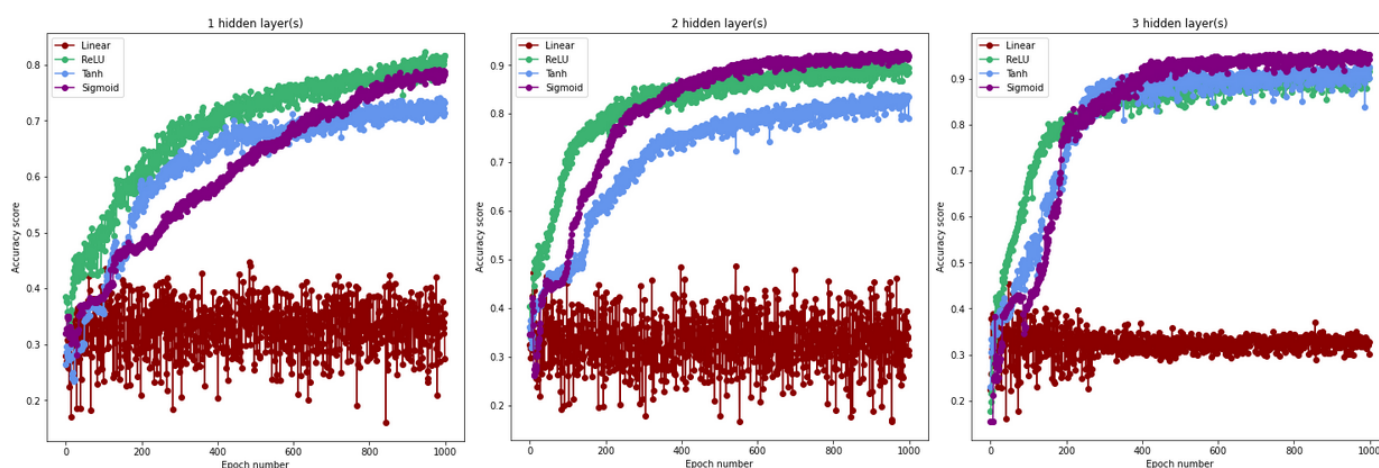 1 hidden layer(s)
Accuracy score
0.8
0.7
0.6
0.5
0.4
0.3
0.2
Linear
ReLU
Tanh
Sigmoid
0
200
400
600
800
1000
Epoch number
2 hidden layer(s)
Accuracy score
0.9
0.8
0.7
0.6
0.5
0.4
0.3
0.2
Linear
ReLU
Tanh
Sigmoid
0
200
400
600
800
1000
Epoch number
3 hidden layer(s)
Accuracy score
0.9
0.8
0.7
0.6
0.5
0.4
0.3
0.2
Linear
ReLU
Tanh
Sigmoid
0
200
400
600
800
1000
Epoch number